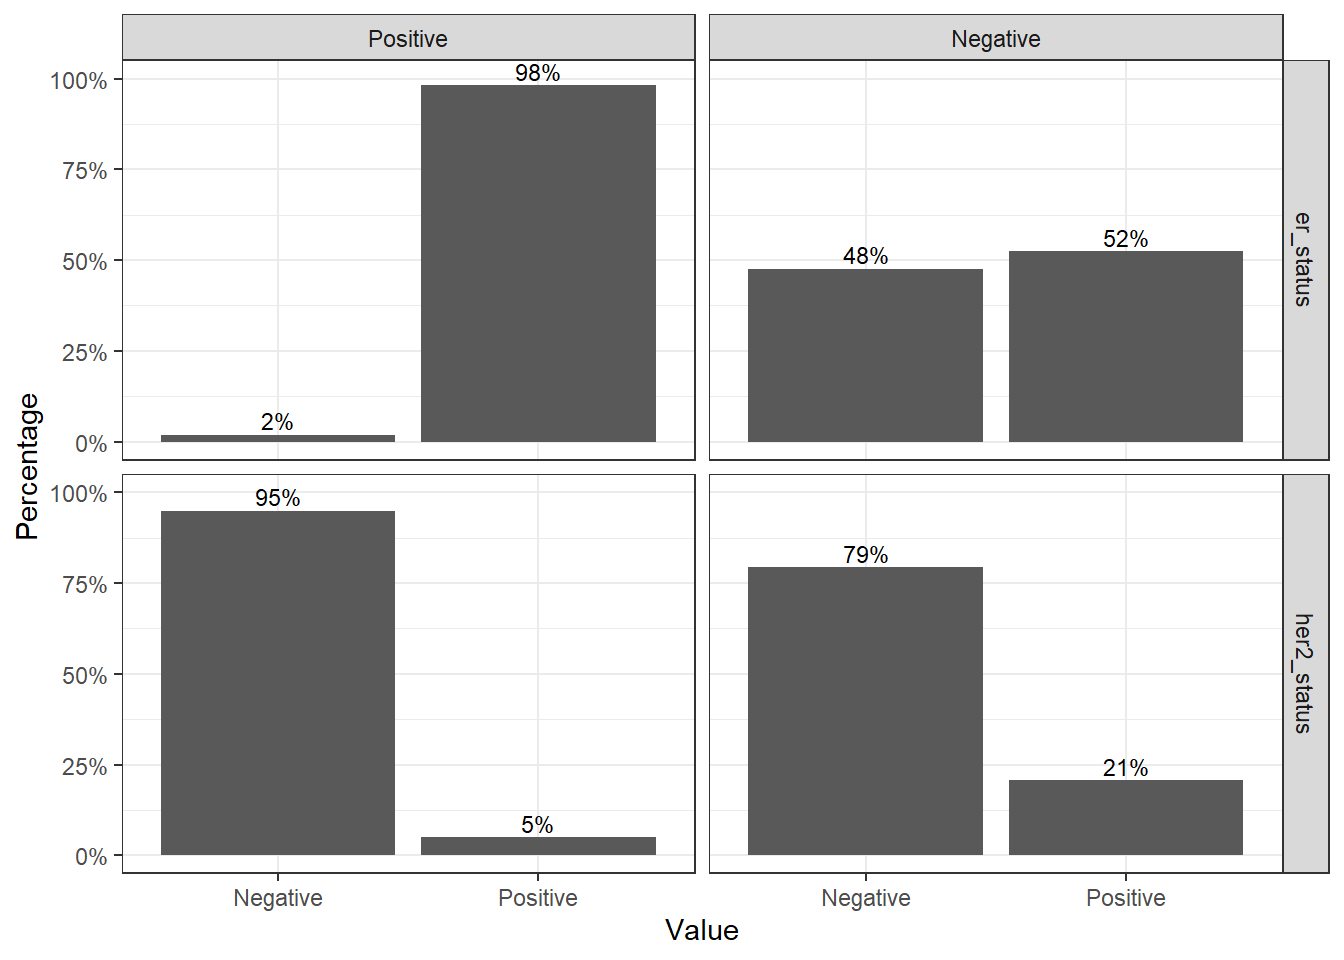 Positive
Negative
100%
75%
50%
25%
0%
2%
98%
48%
52%
er_status
Percentage
100%
75%
50%
25%
0%
95%
5%
79%
21%
her2_status
Negative
Positive
Negative
Positive
Value